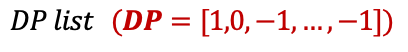 DP list (DP = [1,0, −1, …, −1])